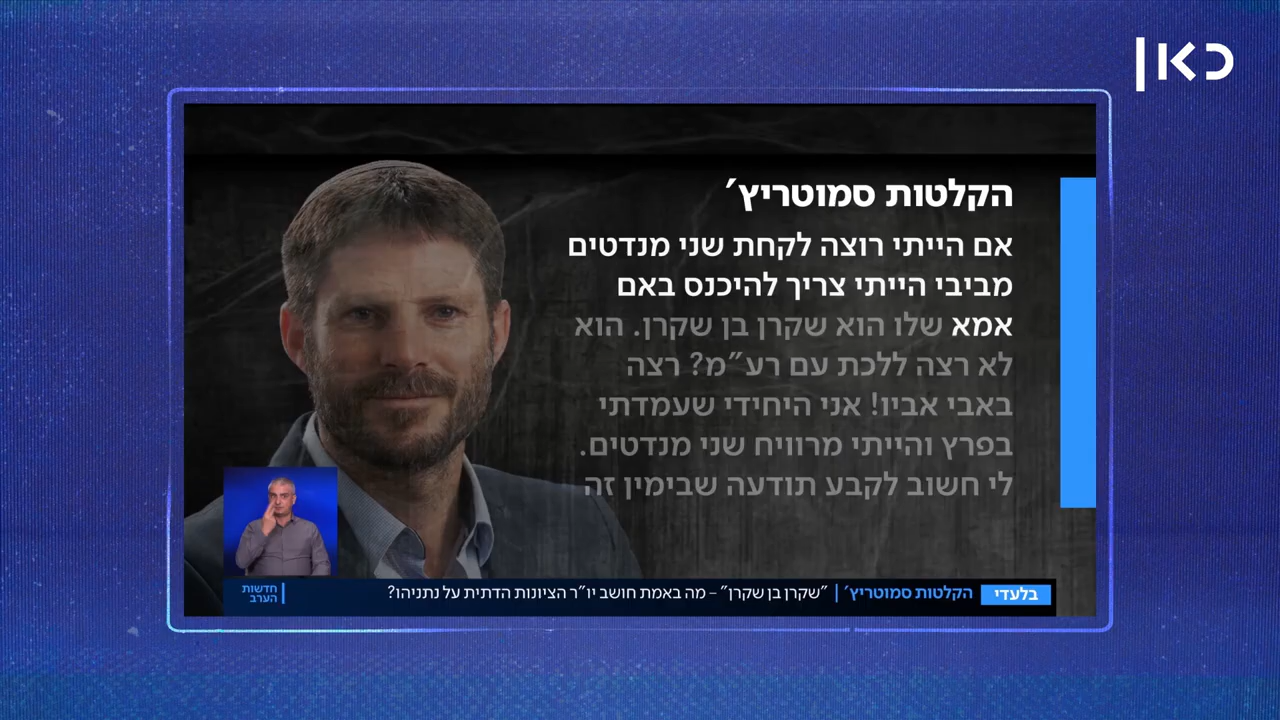 כאן
הקלטות סמוטריץ׳
אם הייתי רוצה לקחת שני מנדטים
מביבי הייתי צריך להיכנס באם
אמא שלו הוא שקרן בן שקרן. הוא
לא רצה ללכת עם רע״מ? רצה
באבי אביו! אני היחידי שעמדתי
בפרץ והייתי מרוויח שני מנדטים.
לי חשוב לקבע תודעה שבימין זה
בלעדי הקלטות סמוטריץ׳ | "שקרן בן שקרן" – מה באמת חושב יו״ר הציונות הדתית על נתניהו?
חדשות
הערב